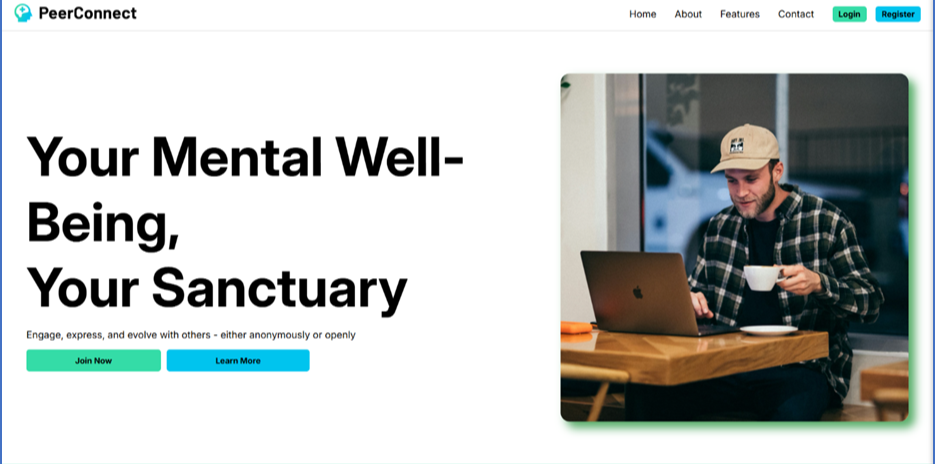 PeerConnect
Home About Features Contact Login Register
Your Mental Well-
Being,
Your Sanctuary
Engage, express, and evolve with others - either anonymously or openly
Join Now Learn More